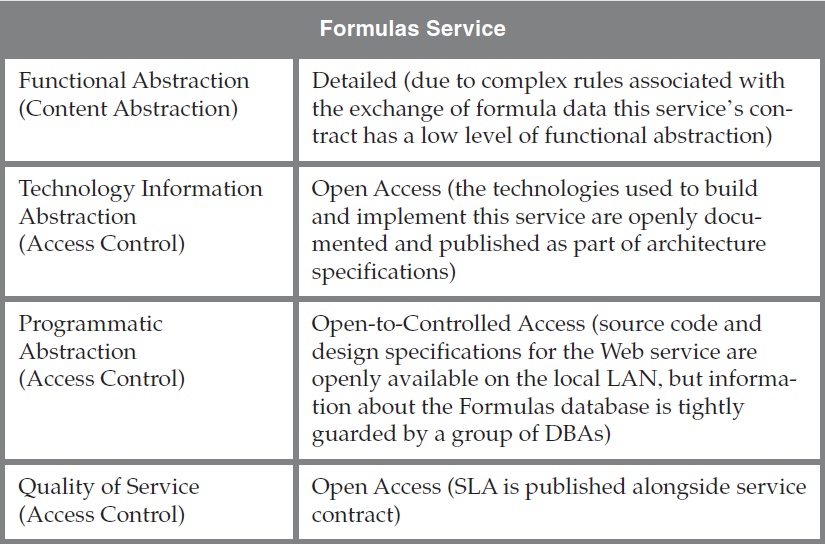 Formulas Service
Functional Abstraction
(Content Abstraction)
Detailed (due to complex rules associated with
the exchange of formula data this service's con-
tract has a low level of functional abstraction)
Technology Information
Abstraction
(Access Control)
Open Access (the technologies used to build
and implement this service are openly docu-
mented and published as part of architecture
specifications)
Programmatic
Abstraction
(Access Control)
Open-to-Controlled Access (source code and
design specifications for the Web service are
openly available on the local LAN, but informa-
tion about the Formulas database is tightly
guarded by a group of DBAs)
Quality of Service
(Access Control)
Open Access (SLA is published alongside service
contract)